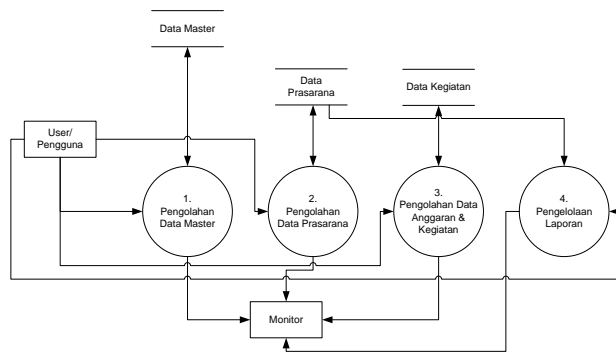 Data Master
Data
Prasarana
Data Kegiatan
User/
Pengguna
1.
Pengolahan
Data Master
2.
Pengolahan
Data Prasarana
3.
Pengolahan Data
Anggaran &
Kegiatan
4.
Pengelolaan
Laporan
Monitor